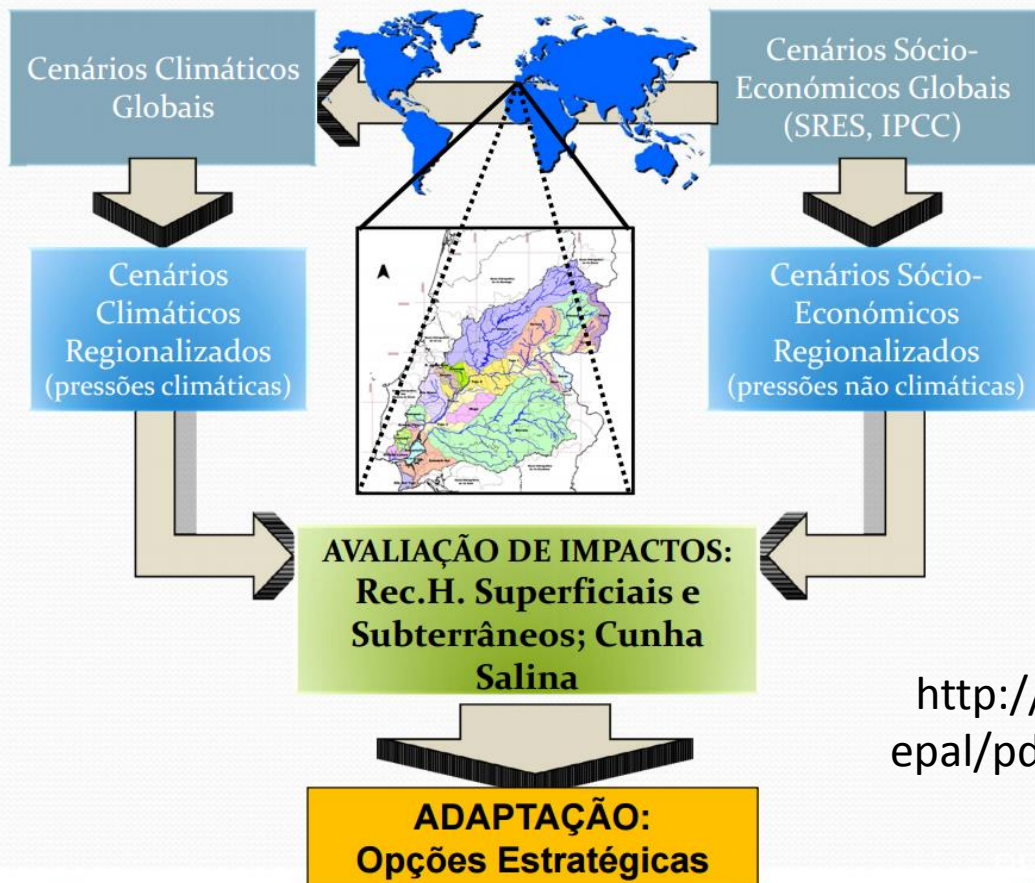 Cenários Climáticos
Globais
Cenários Sócio-
Económicos Globais
(SRES, IPCC)
Cenários
Climáticos
Regionalizados
(pressões climáticas)
Cenários Sócio-
Económicos
Regionalizados
(pressões não climáticas)
AVALIAÇÃO DE IMPACTOS:
Rec.H. Superficiais e
Subterrâneos; Cunha
Salina
http://
epal/pd
ADAPTAÇÃO:
Opções Estratégicas